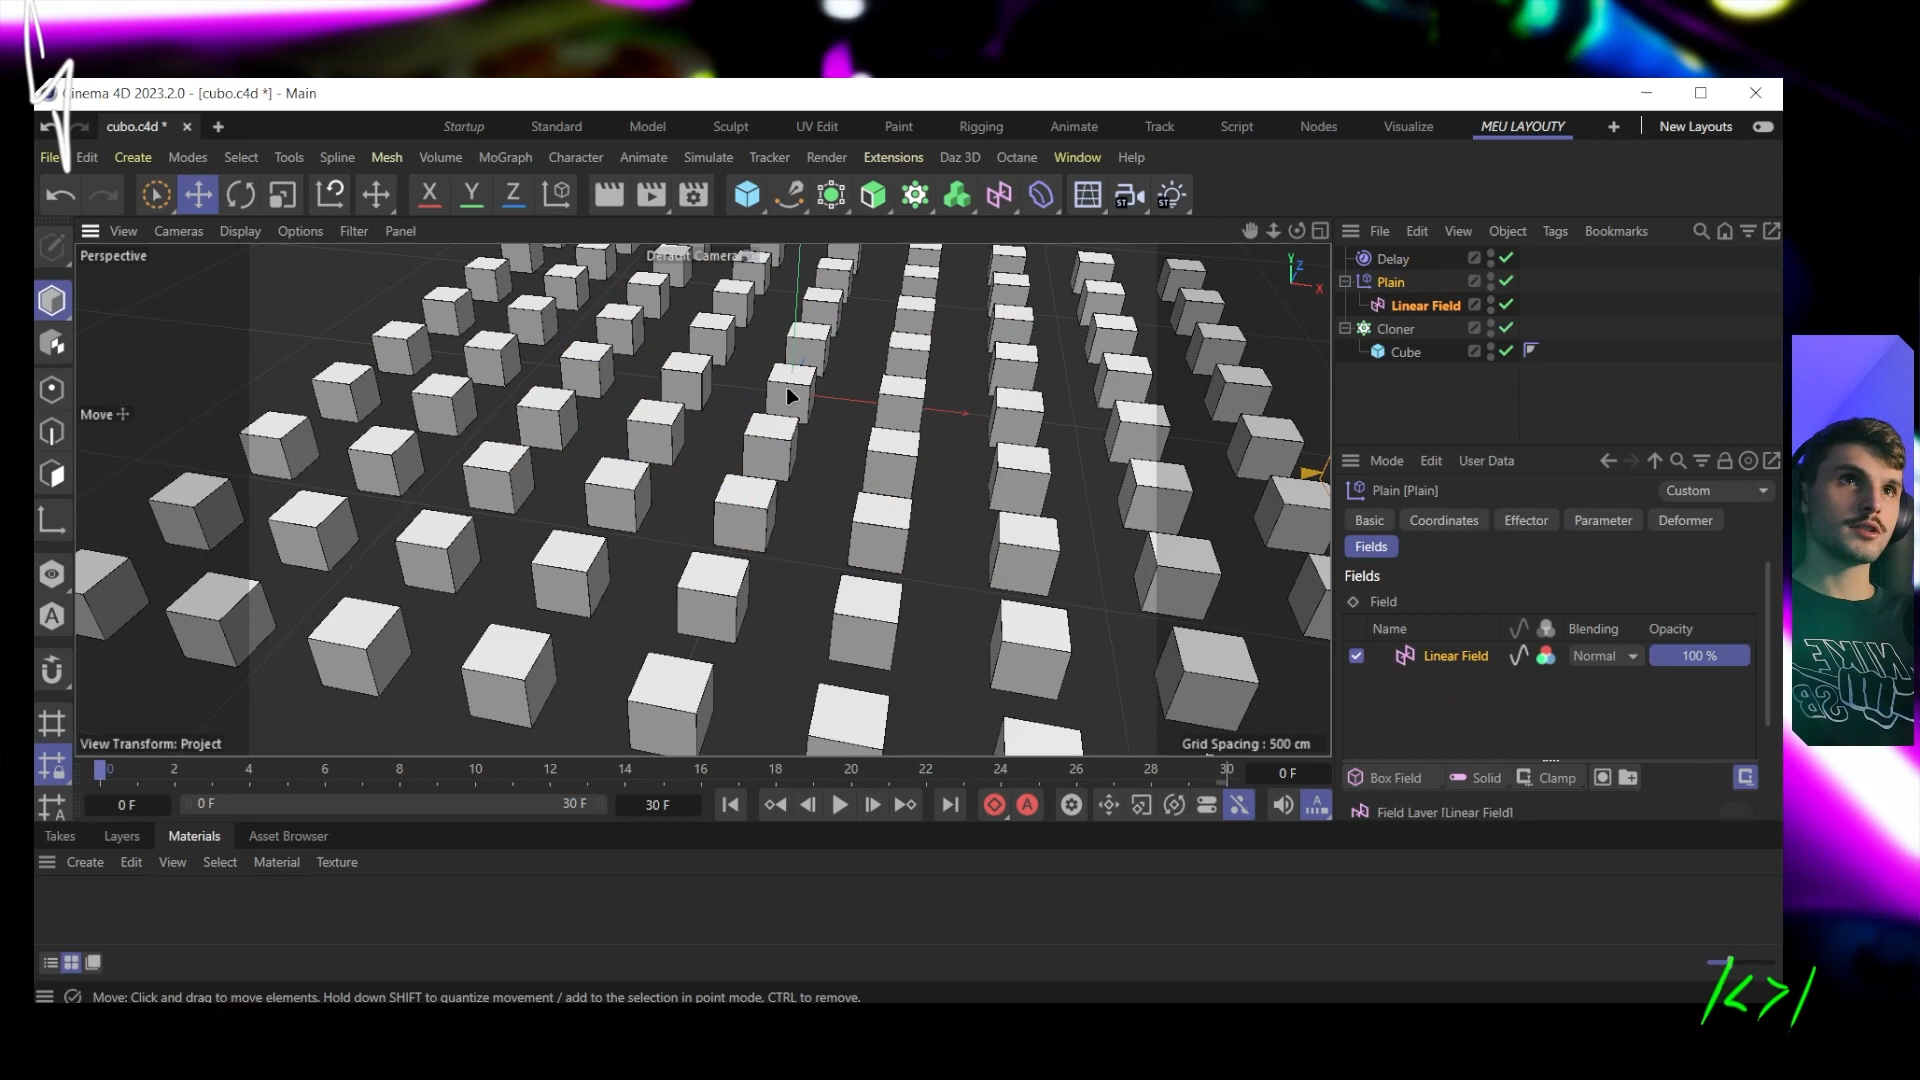 Cinema 4D 2023.2.0 - [cubo.c4d *] - Main
cubo.c4d *
Startup Standard Model Sculpt UV Edit Paint Rigging Animate Track Script Nodes Visualize MEU LAYOUTY New Layouts
File Edit Create Modes Select Tools Spline Mesh Volume MoGraph Character Animate Simulate Tracker Render Extensions Daz 3D Octane Window Help
X Y Z
ST ST
View Cameras Display Options Filter Panel
Perspective
Default Camera
Y Z X
Move
View Transform: Project
Grid Spacing : 500 cm
File Edit View Object Tags Bookmarks
Delay
Plain
Linear Field
Cloner
Cube
Mode Edit User Data
Plain [Plain]
Custom
Basic Coordinates Effector Parameter Deformer
Fields
Fields
Field
Name Blending Opacity
Linear Field Normal 100 %
Box Field Solid Clamp
Field Layer [Linear Field]
0 2 4 6 8 10 12 14 16 18 20 22 24 26 28 30
0 F
0 F 0 F 30 F 30 F
Takes Layers Materials Asset Browser
Create Edit View Select Material Texture
Move: Click and drag to move elements. Hold down SHIFT to quantize movement / add to the selection in point mode, CTRL to remove.
NIKE
SB